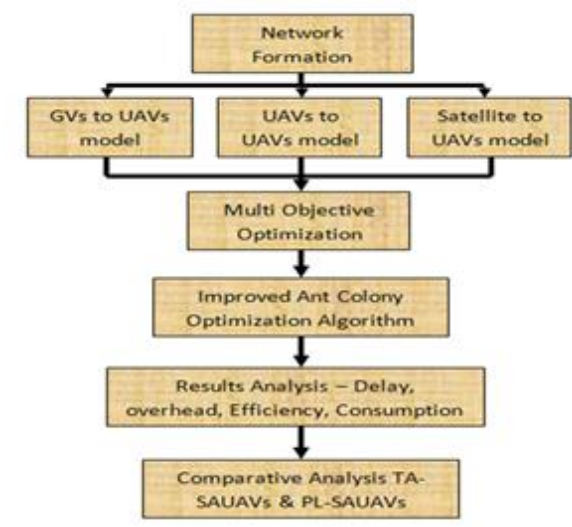 Network
Formation
GVs to UAVs
model
UAVs to
UAVs model
Satellite to
UAVs model
Multi Objective
Optimization
Improved Ant Colony
Optimization Algorithm
Results Analysis – Delay,
overhead, Efficiency, Consumption
Comparative Analysis TA-
SAUAVs & PL-SAUAVs